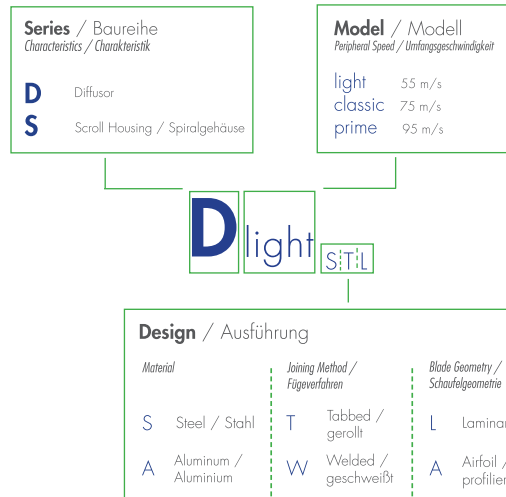 Series / Baureihe
Characteristics / Charakteristik
D Diffusor
S Scroll Housing / Spiralgehäuse
Model / Modell
Peripheral Speed / Umfangsgeschwindigkeit
light 55 m/s
classic 75 m/s
prime 95 m/s
D light S T L
Design / Ausführung
Material
Joining Method /
Fügeverfahren
Blade Geometry /
Schaufelgeometrie
S Steel / Stahl
T Tabbed /
gerollt
L Laminar
A Aluminum /
Aluminium
W Welded /
geschweißt
A Airfoil /
profilier